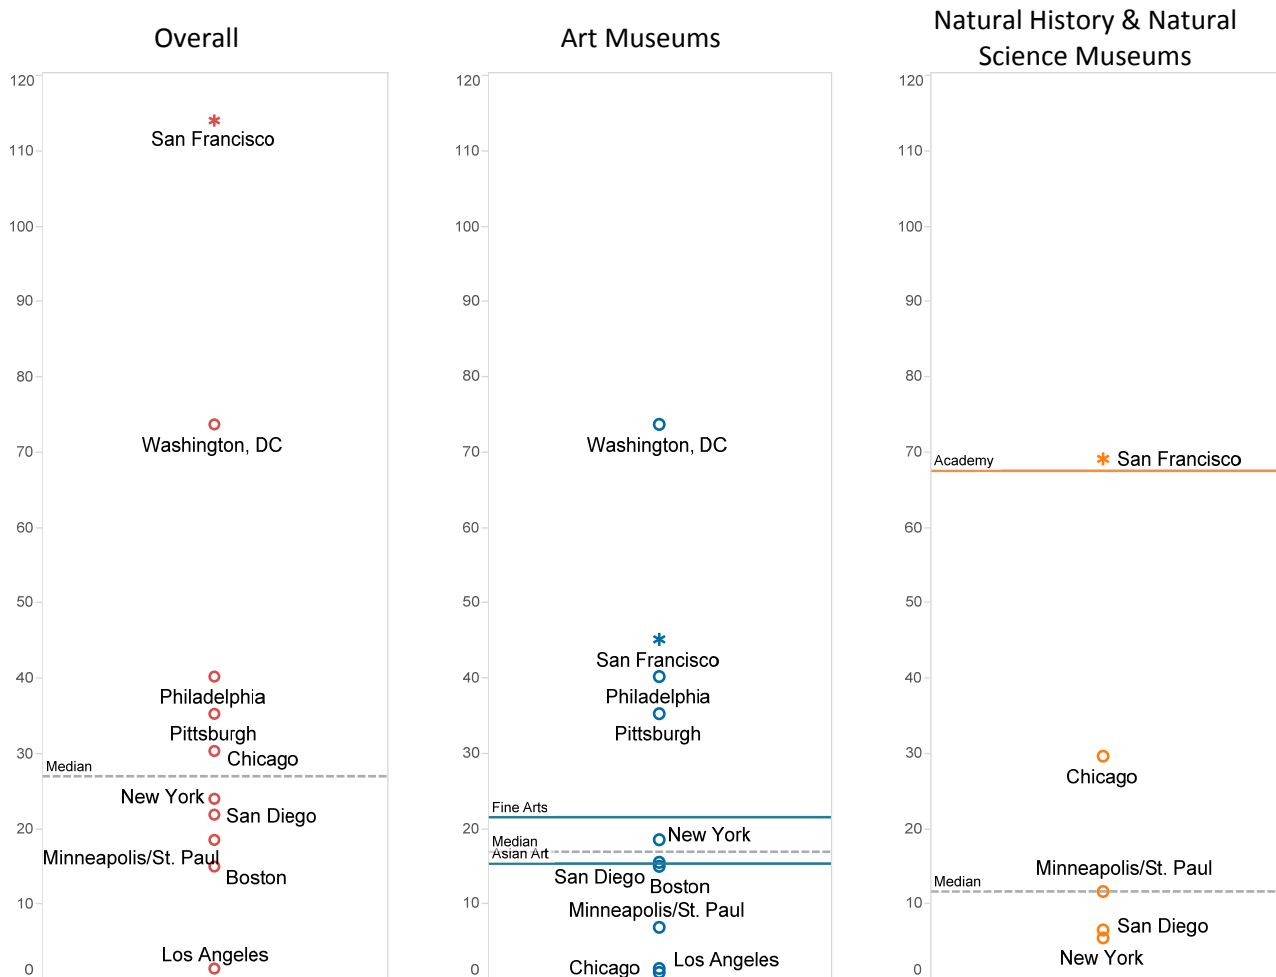 Overall
120
110
100
90
80
70
60
50
40
30
20
10
0
San Francisco
Washington, DC
Philadelphia
Pittsburgh
Chicago
Median
New York
San Diego
Minneapolis/St. Paul
Boston
Los Angeles
Art Museums
120
110
100
90
80
70
60
50
40
30
20
10
0
Washington, DC
San Francisco
Philadelphia
Pittsburgh
Fine Arts
New York
Median
Asian Art
San Diego
Boston
Minneapolis/St. Paul
Los Angeles
Chicago
Natural History & Natural
Science Museums
120
110
100
90
80
70
60
50
40
30
20
10
0
San Francisco
Academy
Chicago
Minneapolis/St. Paul
Median
San Diego
New York